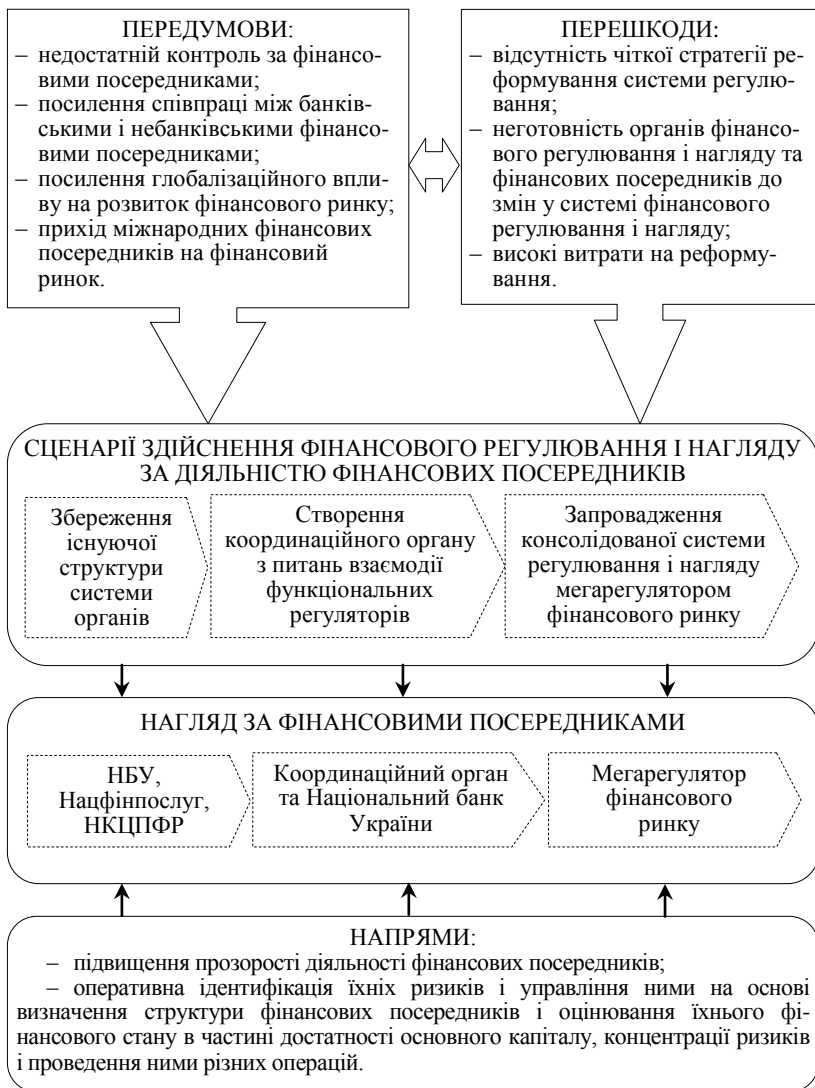 ПЕРЕДУМОВИ:
– недостатній контроль за фінансо-
вими посередниками;
– посилення співпраці між банків-
ськими і небанківськими фінансо-
вими посередниками;
– посилення глобалізаційного впли-
ву на розвиток фінансового ринку;
– прихід міжнародних фінансових
посередників на фінансовий
ринок.
ПЕРЕШКОДИ:
– відсутність чіткої стратегії ре-
формування системи регулю-
вання;
– неготовність органів фінансо-
вого регулювання і нагляду та
фінансових посередників до
змін у системі фінансового
регулювання і нагляду;
– високі витрати на реформу-
вання.
СЦЕНАРІЇ ЗДІЙСНЕННЯ ФІНАНСОВОГО РЕГУЛЮВАННЯ І НАГЛЯДУ
ЗА ДІЯЛЬНІСТЮ ФІНАНСОВИХ ПОСЕРЕДНИКІВ
Збереження
існуючої
структури
системи
органів
Створення
координаційного органу
з питань взаємодії
функціональних
регуляторів
Запровадження
консолідованої системи
регулювання і нагляду
мегарегулятором
фінансового ринку
НАГЛЯД ЗА ФІНАНСОВИМИ ПОСЕРЕДНИКАМИ
НБУ,
Нацфінпослуг,
НКЦПФР
Координаційний орган
та Національний банк
України
Мегарегулятор
фінансового
ринку
НАПРЯМИ:
– підвищення прозорості діяльності фінансових посередників;
– оперативна ідентифікація їхніх ризиків і управління ними на основі
визначення структури фінансових посередників і оцінювання їхнього фі-
нансового стану в частині достатності основного капіталу, концентрації ризиків
і проведення ними різних операцій.